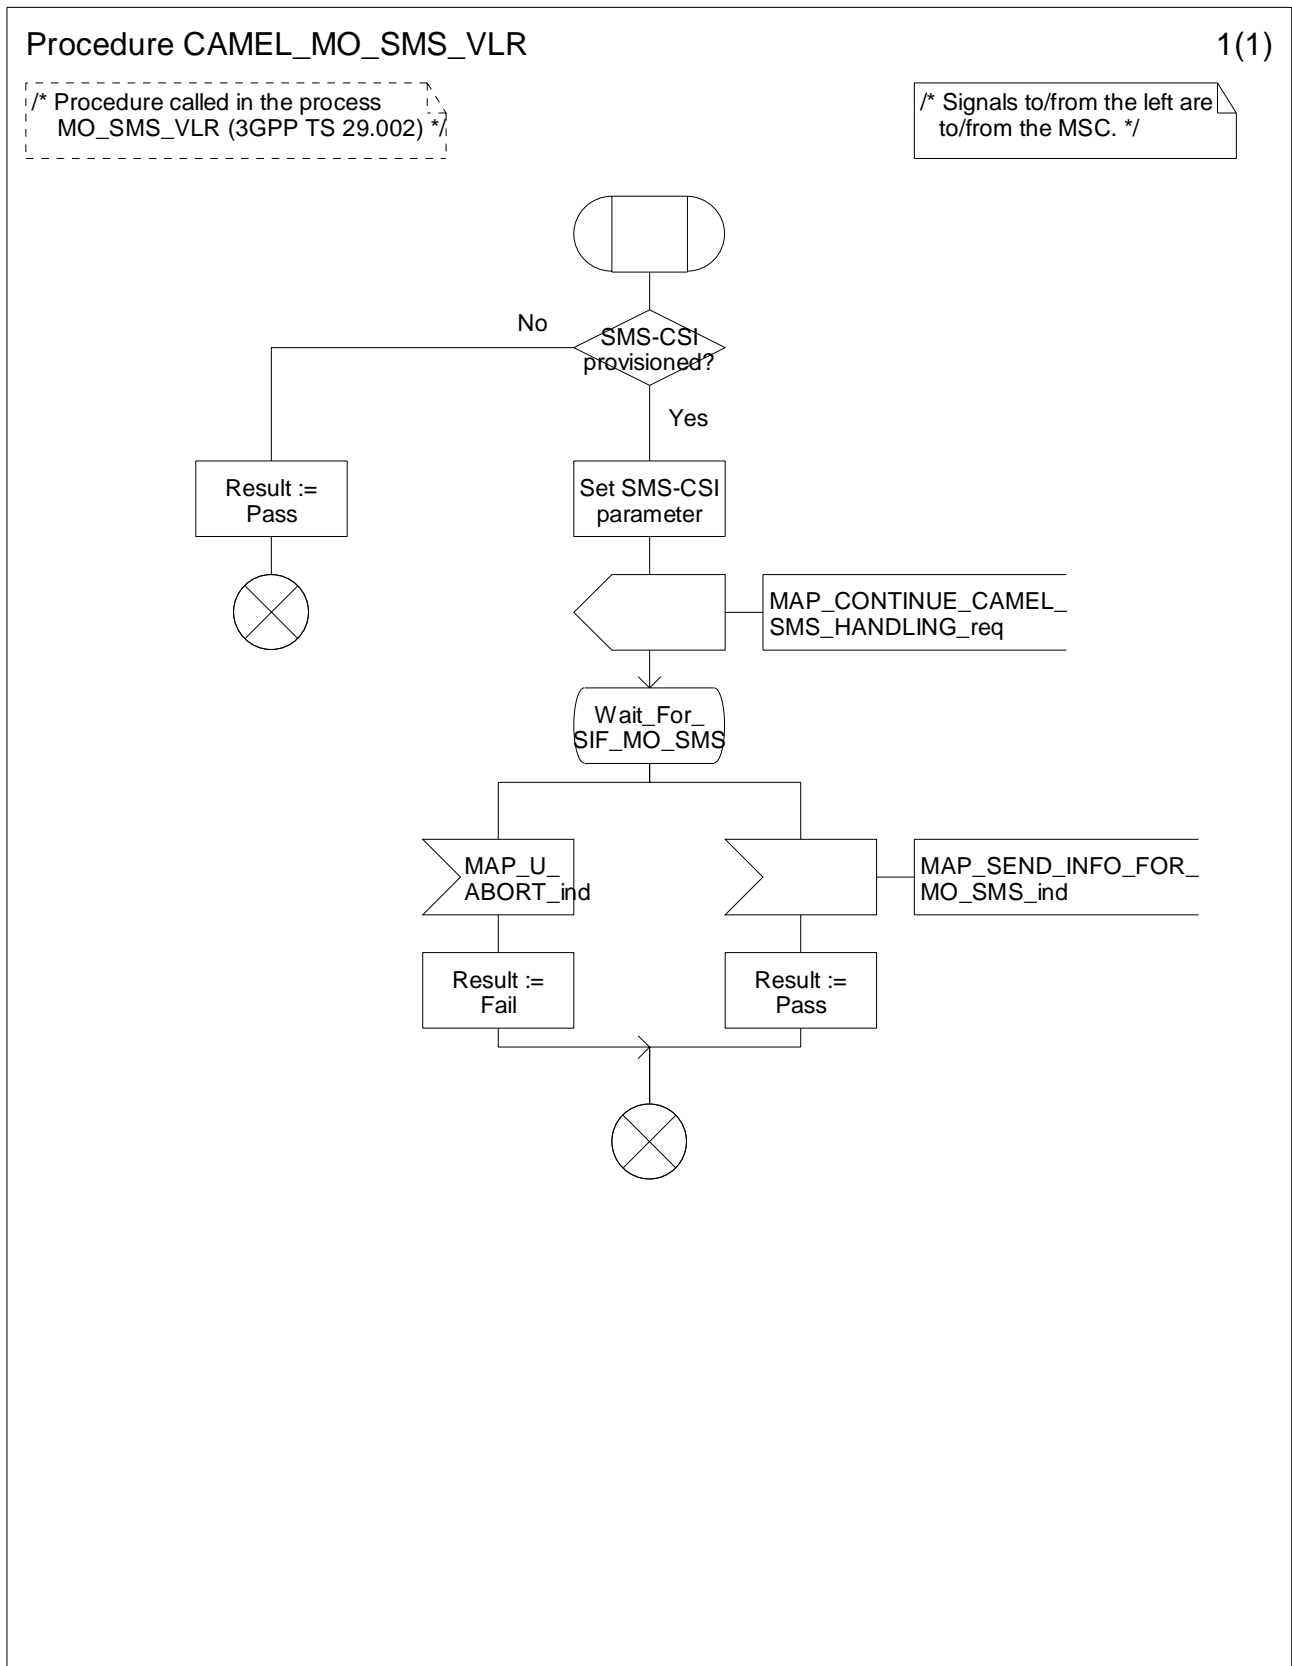 Procedure CAMEL_MO_SMS_VLR
1(1)
/* Procedure called in the process
MO_SMS_VLR (3GPP TS 29.002) */
/* Signals to/from the left are
to/from the MSC. */
SMS-CSI
provisioned?
No
Yes
Result :=
Pass
Set SMS-CSI
parameter
MAP_CONTINUE_CAMEL_
SMS_HANDLING_req
Wait_For_
SIF_MO_SMS
MAP_U_
ABORT_ind
MAP_SEND_INFO_FOR_
MO_SMS_ind
Result :=
Fail
Result :=
Pass